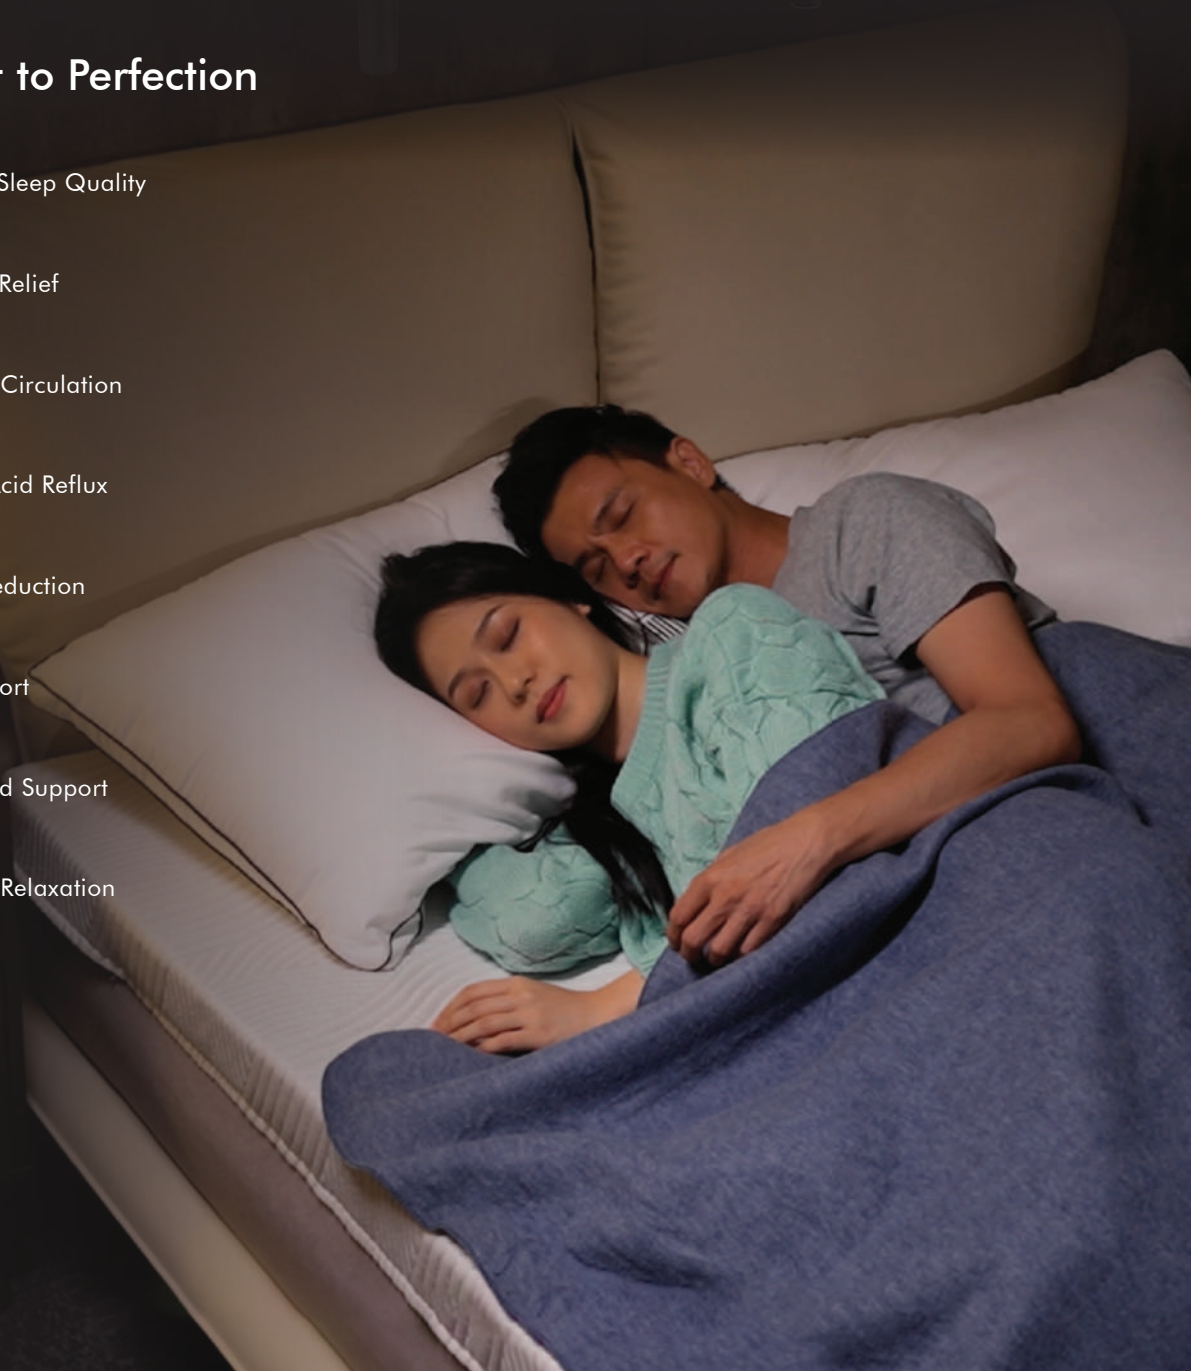 to Perfection
Sleep Quality
Relief
Circulation
cid Reflux
eduction
ort
d Support
Relaxation